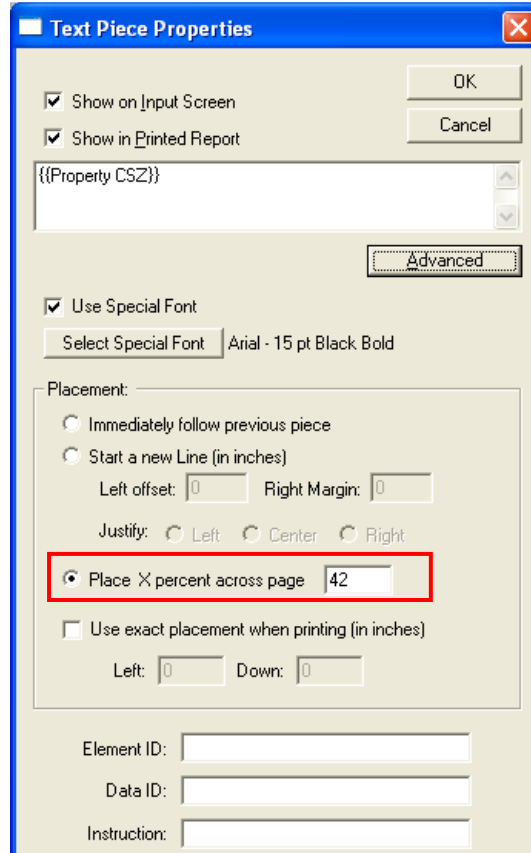 Text Piece Properties
OK
Show on Input Screen
Cancel
Show in Printed Report
{{Property CSZ}}
Advanced
Use Special Font
Select Special Font Arial - 15 pt Black Bold
Placement:
Immediately follow previous piece
Start a new Line (in inches)
Left offset: 0 Right Margin: 0
Justify: Left Center Right
Place X percent across page 42
Use exact placement when printing (in inches)
Left: 0 Down: 0
Element ID:
Data ID:
Instruction: